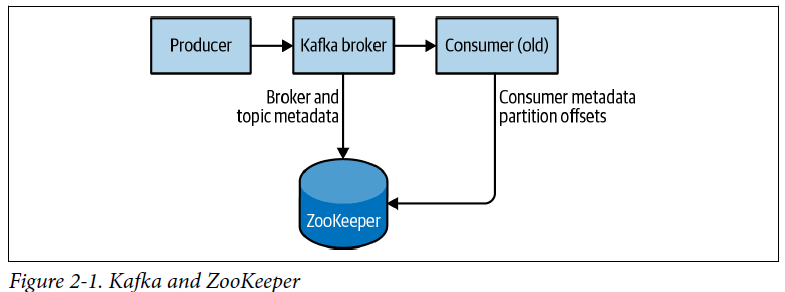 Producer
Kafka broker
Consumer (old)
Broker and
topic metadata
Consumer metadata
partition offsets
ZooKeeper
Figure 2-1. Kafka and ZooKeeper